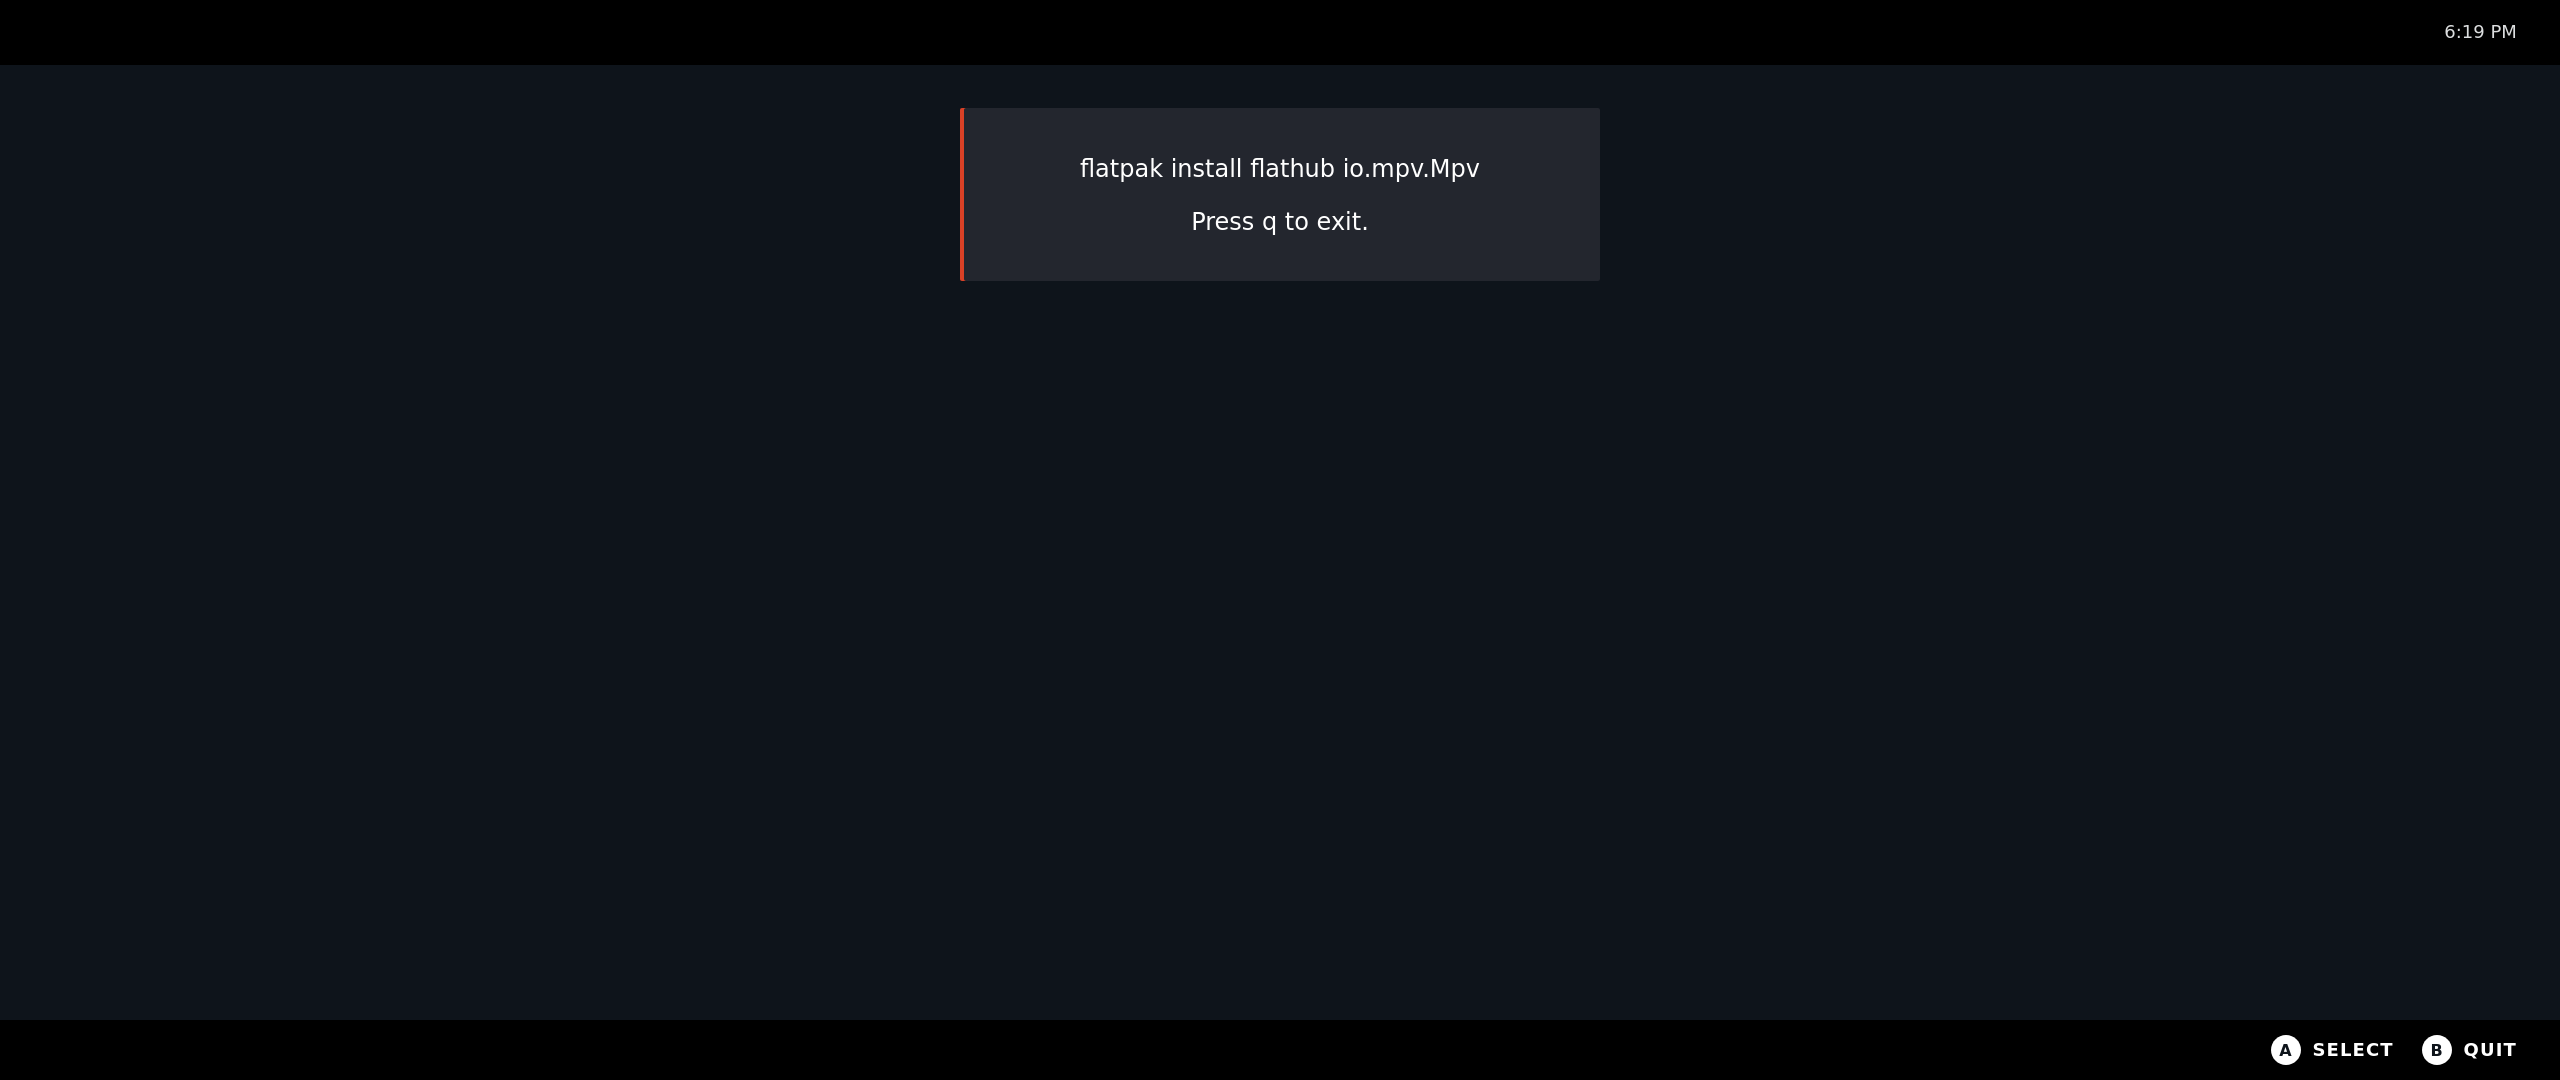 6:19 PM
flatpak install flathub io.mpv.Mpv
Press q to exit.
A SELECT B QUIT